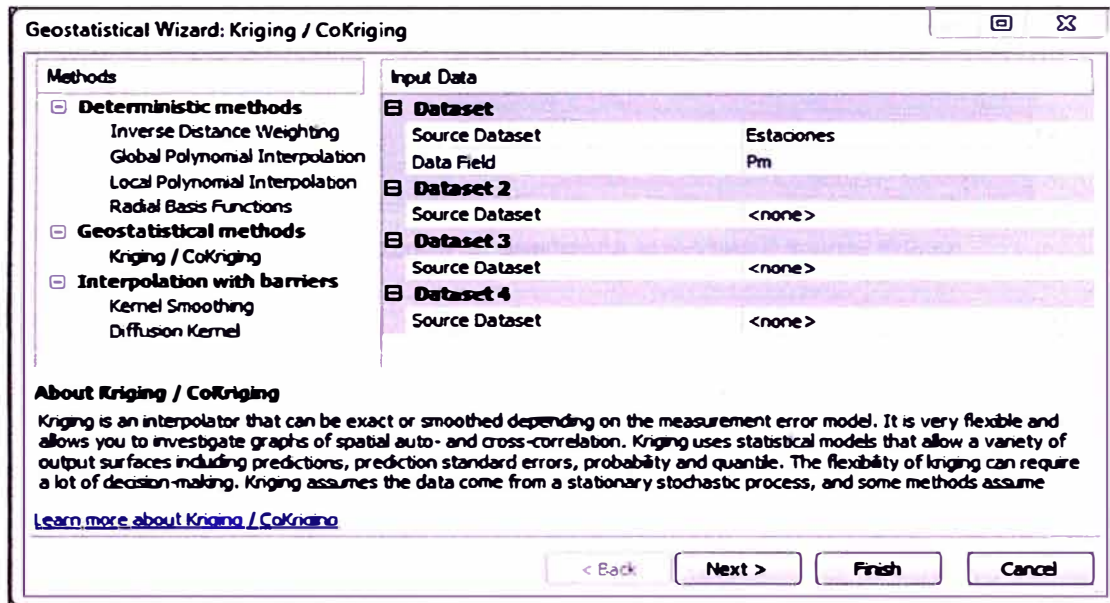 Geostatistical Wizard: Kriging / CoKriging
Methods
Deterministic methods
Inverse Distance Weighting
Global Polynomial Interpolation
Local Polynomial Interpolation
Radial Basis Functions
Geostatistical methods
Kriging / CoKriging
Interpolation with barriers
Kernel Smoothing
Diffusion Kernel
Input Data
Dataset
Source Dataset Estaciones
Data Field Pm
Dataset 2
Source Dataset <none>
Dataset 3
Source Dataset <none>
Dataset 4
Source Dataset <none>
About Kriging / CoKriging
Kriging is an interpolator that can be exact or smoothed depending on the measurement error model. It is very flexible and
allows you to investigate graphs of spatial auto- and cross-correlation. Kriging uses statistical models that allow a variety of
output surfaces including predictions, prediction standard errors, probability and quantile. The flexibility of kriging can require
a lot of decision-making. Kriging assumes the data come from a stationary stochastic process, and some methods assume
Learn more about Kriging / CoKriging
< Back Next > Finish Cancel